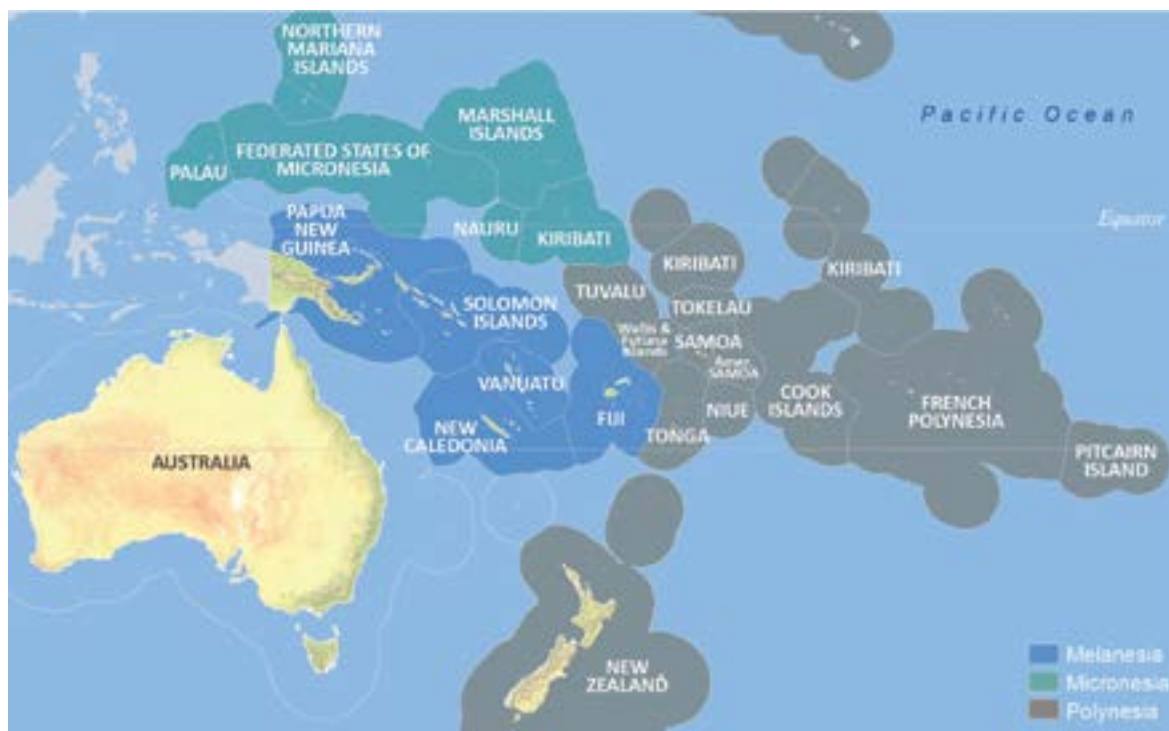 NORTHERN
MARIANA
ISLANDS
MARSHALL
ISLANDS
Pacific Ocean
FEDERATED STATES OF
MICRONESIA
PALAU
PAPUA
NEW
GUINEA
NAURU
KIRIBATI
Equator
KIRIBATI
KIRIBATI
TUVALU
TOKELAU
SOLOMON
ISLANDS
Wallis &
Futuna
Islands
SAMOA
Amer.
SAMOA
VANUATU
FIJI
NEW
CALEDONIA
TONGA
NIUE
COOK
ISLANDS
FRENCH
POLYNESIA
PITCAIRN
ISLAND
AUSTRALIA
NEW
ZEALAND
Melanesia
Micronesia
Polynesia